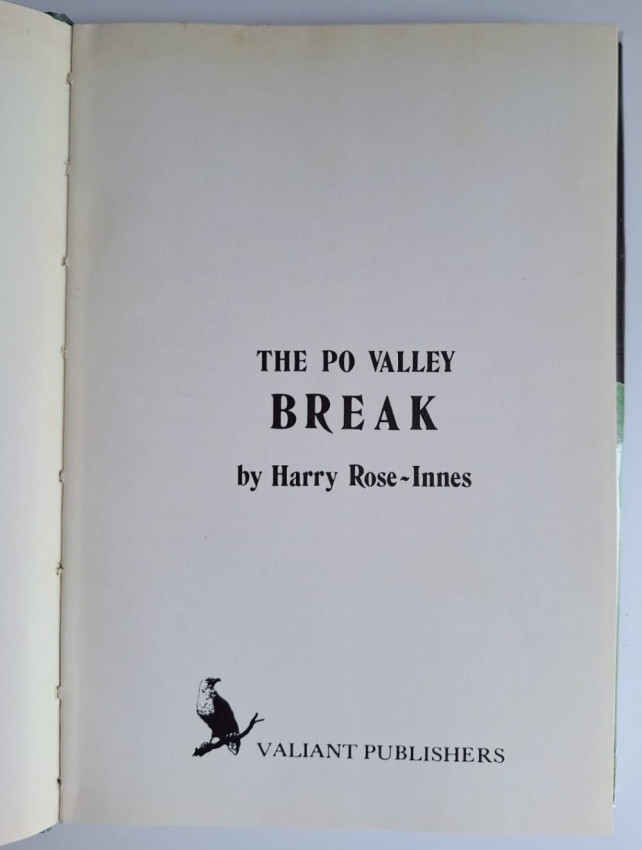 THE PO VALLEY
BREAK
by Harry Rose~Innes
VALIANT PUBLISHERS